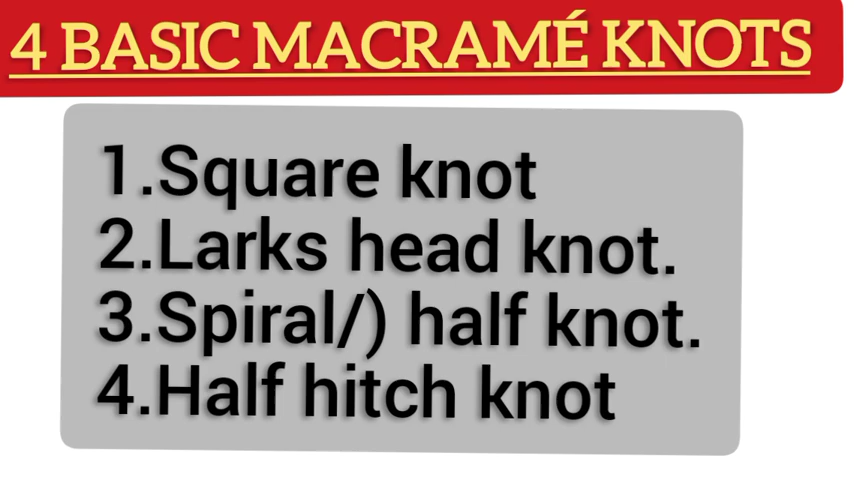 4 BASIC MACRAMÉ KNOTS
1.Square knot
2.Larks head knot.
3.Spiral/) half knot.
4.Half hitch knot